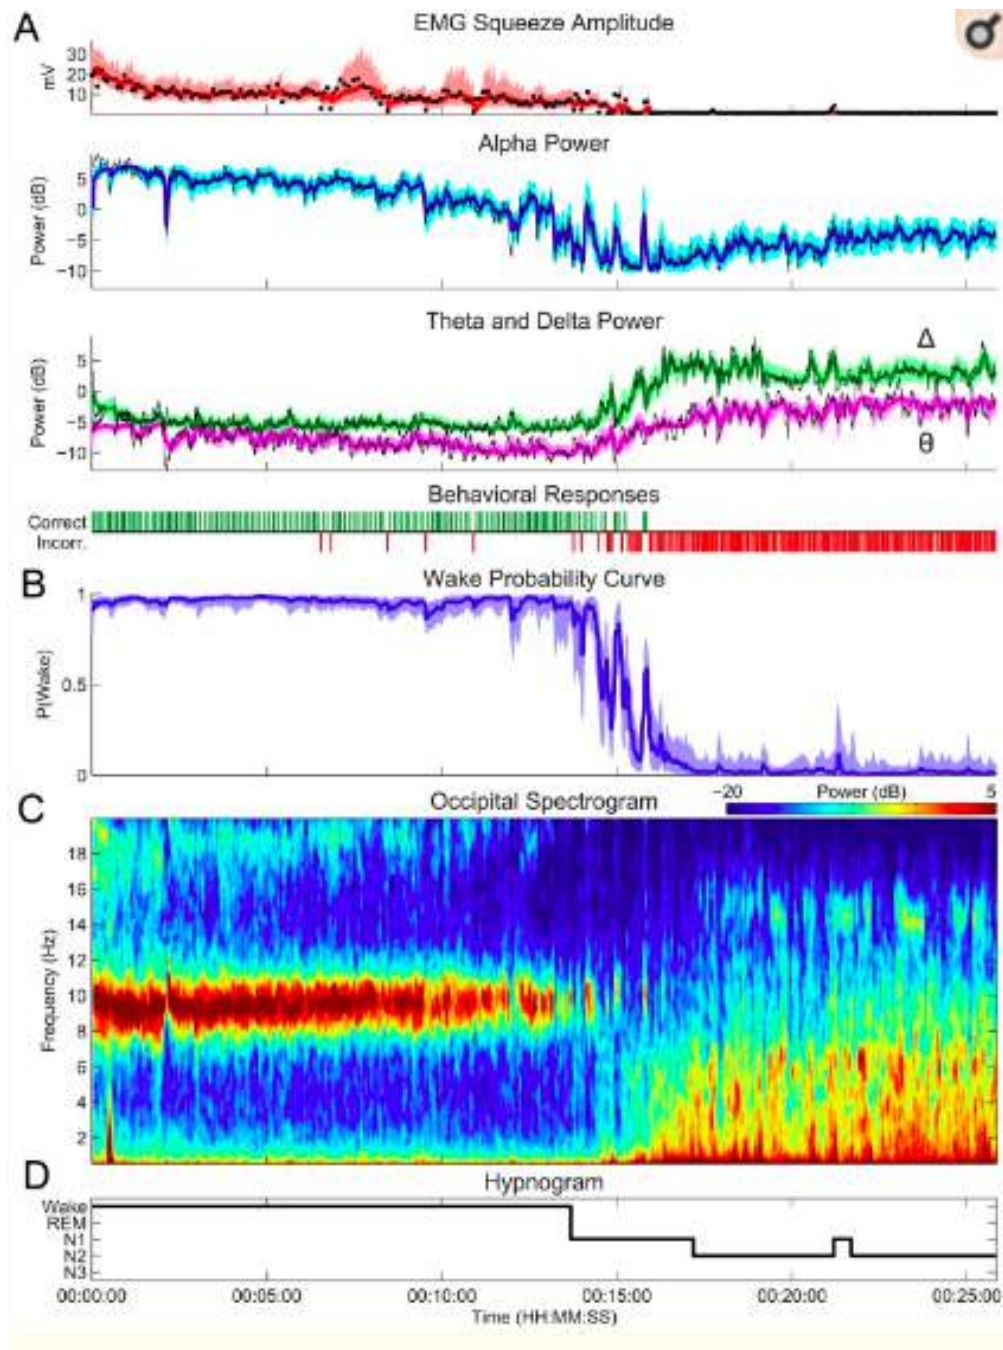 A
EMG Squeeze Amplitude
30
20
10
mV
Alpha Power
5
0
−5
−10
Power (dB)
Theta and Delta Power
5
0
−5
−10
Power (dB)
Δ
θ
Behavioral Responses
Correct
Incorr.
B
Wake Probability Curve
1
0.5
0
P(Wake)
C
Occipital Spectrogram
−20 Power (dB) 5
18
16
14
12
10
8
6
4
2
Frequency (Hz)
D
Hypnogram
Wake
REM
N1
N2
N3
00:00:00 00:05:00 00:10:00 00:15:00 00:20:00 00:25:00
Time (HH:MM:SS)